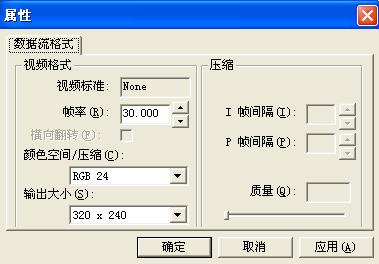 属性
数据流格式
视频格式
视频标准: None
帧率(R): 30.000
横向翻转(F):
颜色空间/压缩(C):
RGB 24
输出大小(S):
320 x 240
压缩
I 帧间隔(I):
P 帧间隔(P):
质量(Q):
确定 取消 应用(A)